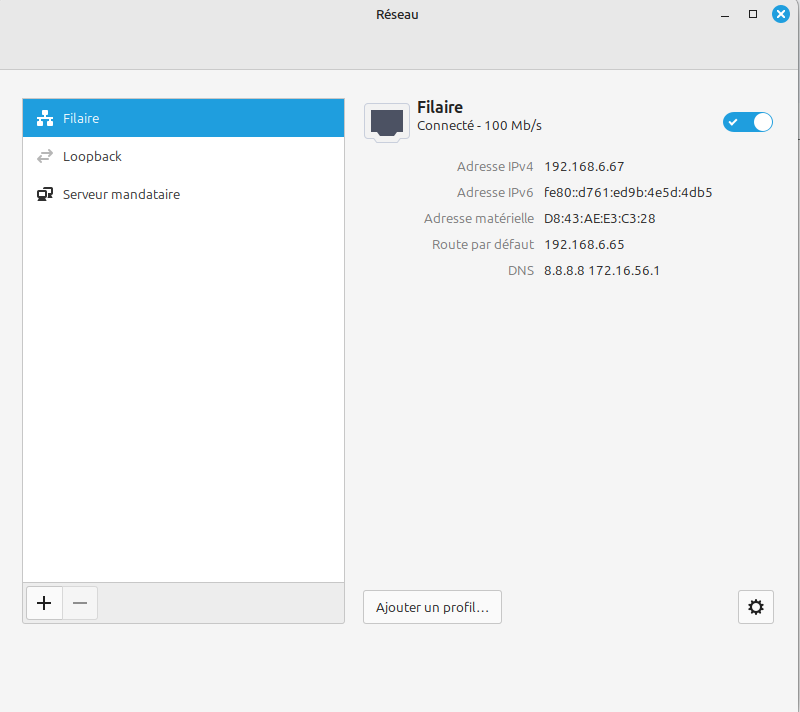 Réseau
Filaire
Loopback
Serveur mandataire
Filaire
Connecté - 100 Mb/s
Adresse IPv4 192.168.6.67
Adresse IPv6 fe80::d761:ed9b:4e5d:4db5
Adresse matérielle D8:43:AE:E3:C3:28
Route par défaut 192.168.6.65
DNS 8.8.8.8 172.16.56.1
Ajouter un profil…